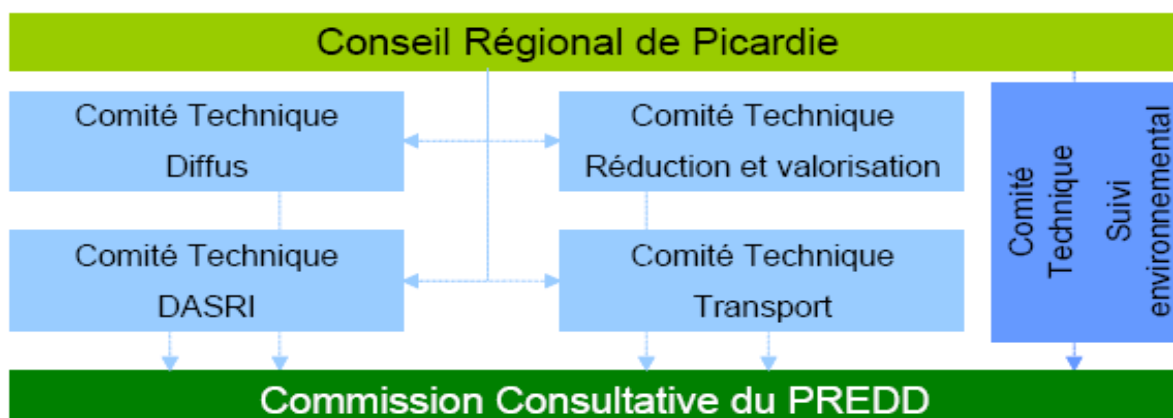 Conseil Régional de Picardie
Comité Technique
Diffus
Comité Technique
Réduction et valorisation
Comité Technique
DASRI
Comité Technique
Transport
Comité
Technique
Suivi
environnemental
Commission Consultative du PREDD